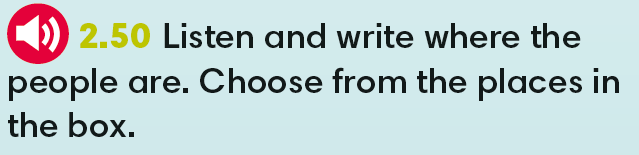 2.50 Listen and write where the
people are. Choose from the places in
the box.